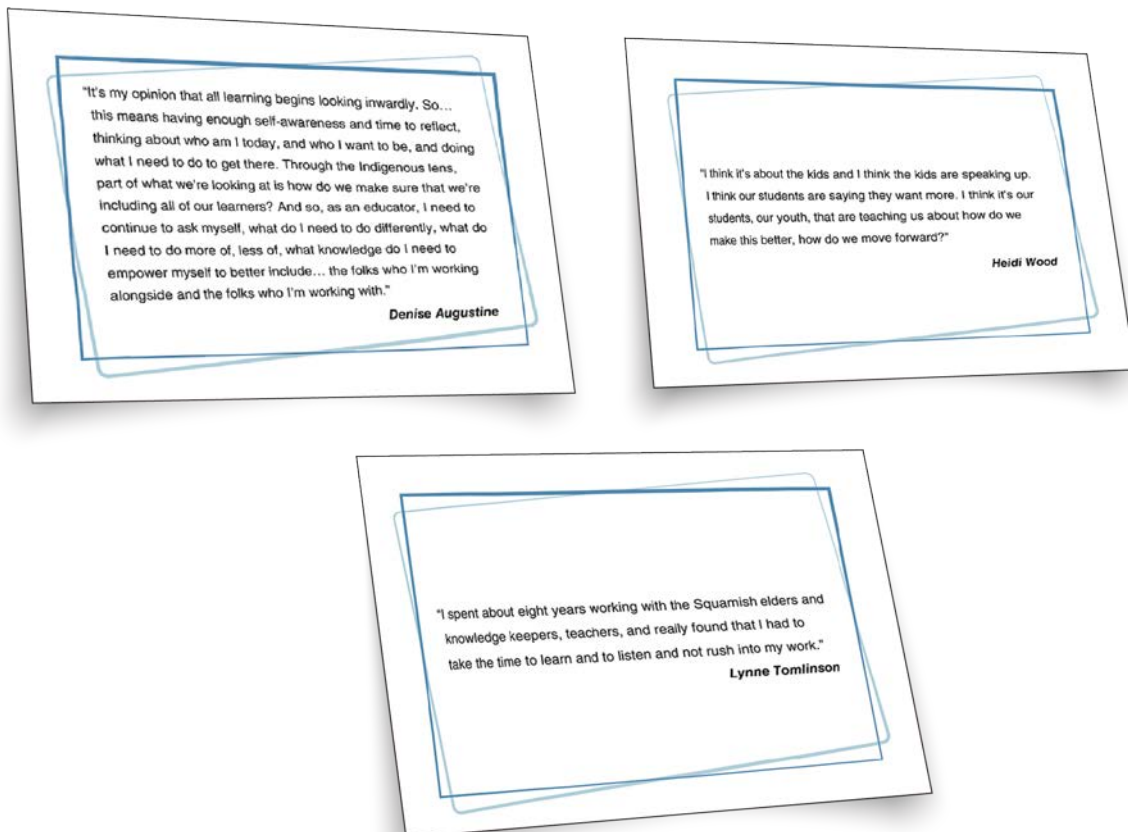 "It's my opinion that all learning begins looking inwardly. So…
this means having enough self-awareness and time to reflect,
thinking about who am I today, and who I want to be, and doing
what I need to do to get there. Through the Indigenous lens,
part of what we're looking at is how do we make sure that we're
including all of our learners? And so, as an educator, I need to
continue to ask myself, what do I need to do differently, what do
I need to do more of, less of, what knowledge do I need to
empower myself to better include… the folks who I'm working
alongside and the folks who I'm working with."
Denise Augustine
"I think it's about the kids and I think the kids are speaking up.
I think our students are saying they want more. I think it's our
students, our youth, that are teaching us about how do we
make this better, how do we move forward?"
Heidi Wood
"I spent about eight years working with the Squamish elders and
knowledge keepers, teachers, and really found that I had to
take the time to learn and to listen and not rush into my work."
Lynne Tomlinson